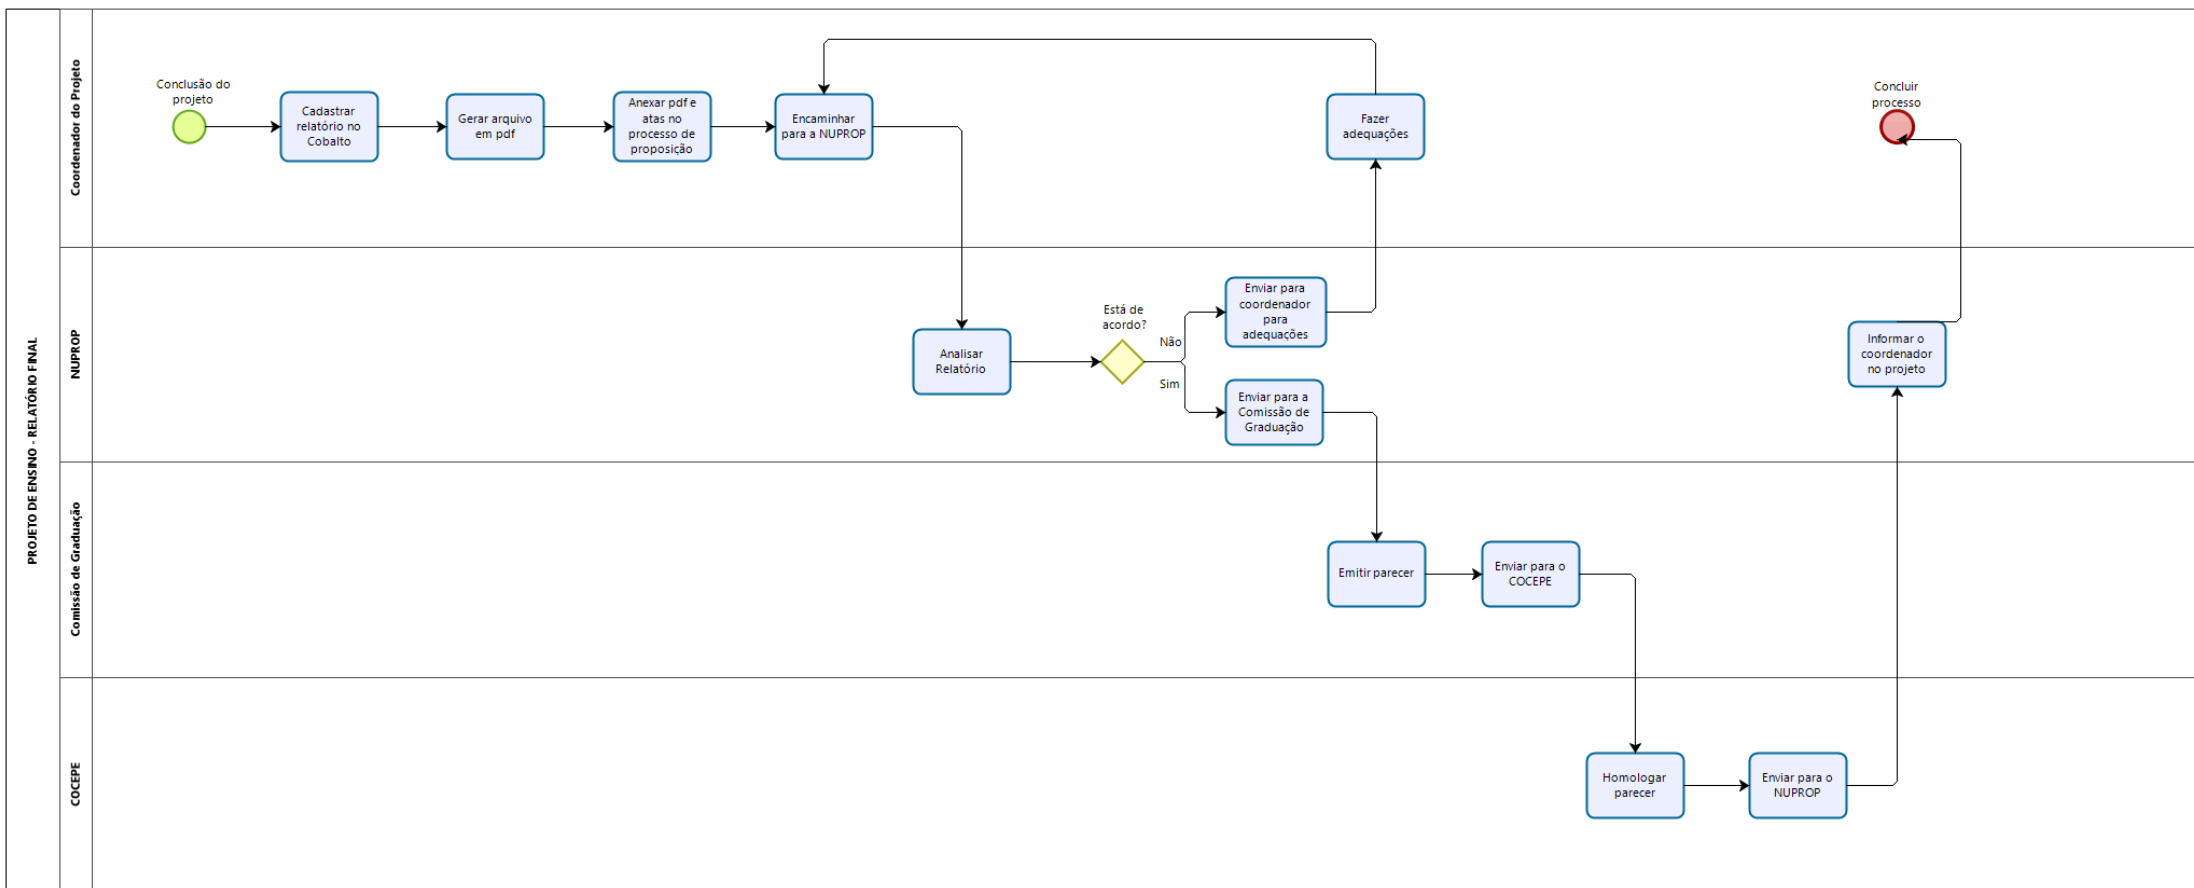 PROJETO DE ENSINO - RELATÓRIO FINAL
Coordenador do Projeto
Conclusão do
projeto
Cadastrar
relatório no
Cobalto
Gerar arquivo
em pdf
Anexar pdf e
atas no
processo de
proposição
Encaminhar
para a NUPROP
Fazer
adequações
Concluir
processo
NUPROP
Analisar
Relatório
Está de
acordo?
Não
Sim
Enviar para
coordenador
para
adequações
Enviar para a
Comissão de
Graduação
Informar o
coordenador
no projeto
Comissão de Graduação
Emitir parecer
Enviar para o
COCEPE
COCEPE
Homologar
parecer
Enviar para o
NUPROP